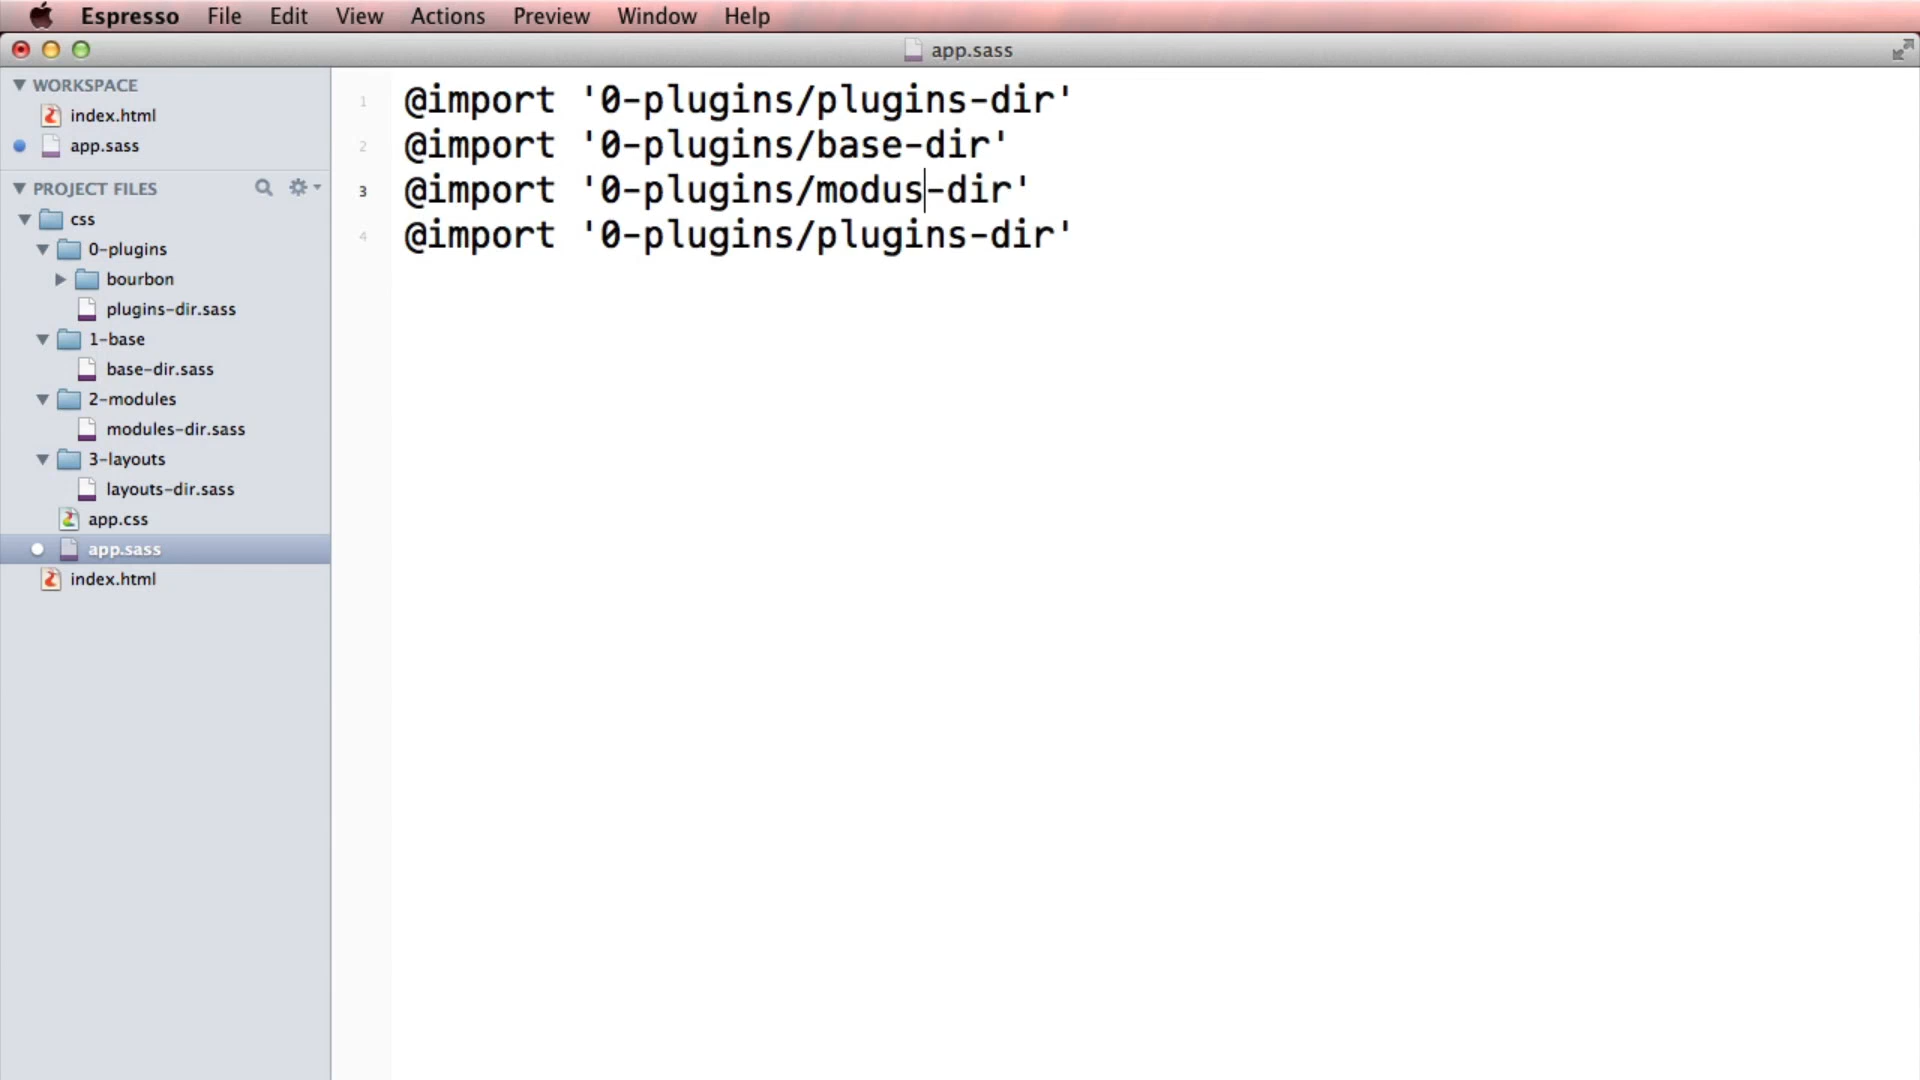 Espresso File Edit View Actions Preview Window Help
app.sass
WORKSPACE
index.html
app.sass
PROJECT FILES
css
0-plugins
bourbon
plugins-dir.sass
1-base
base-dir.sass
2-modules
modules-dir.sass
3-layouts
layouts-dir.sass
app.css
app.sass
index.html
1 @import '0-plugins/plugins-dir'
2 @import '0-plugins/base-dir'
3 @import '0-plugins/modus-dir'
4 @import '0-plugins/plugins-dir'